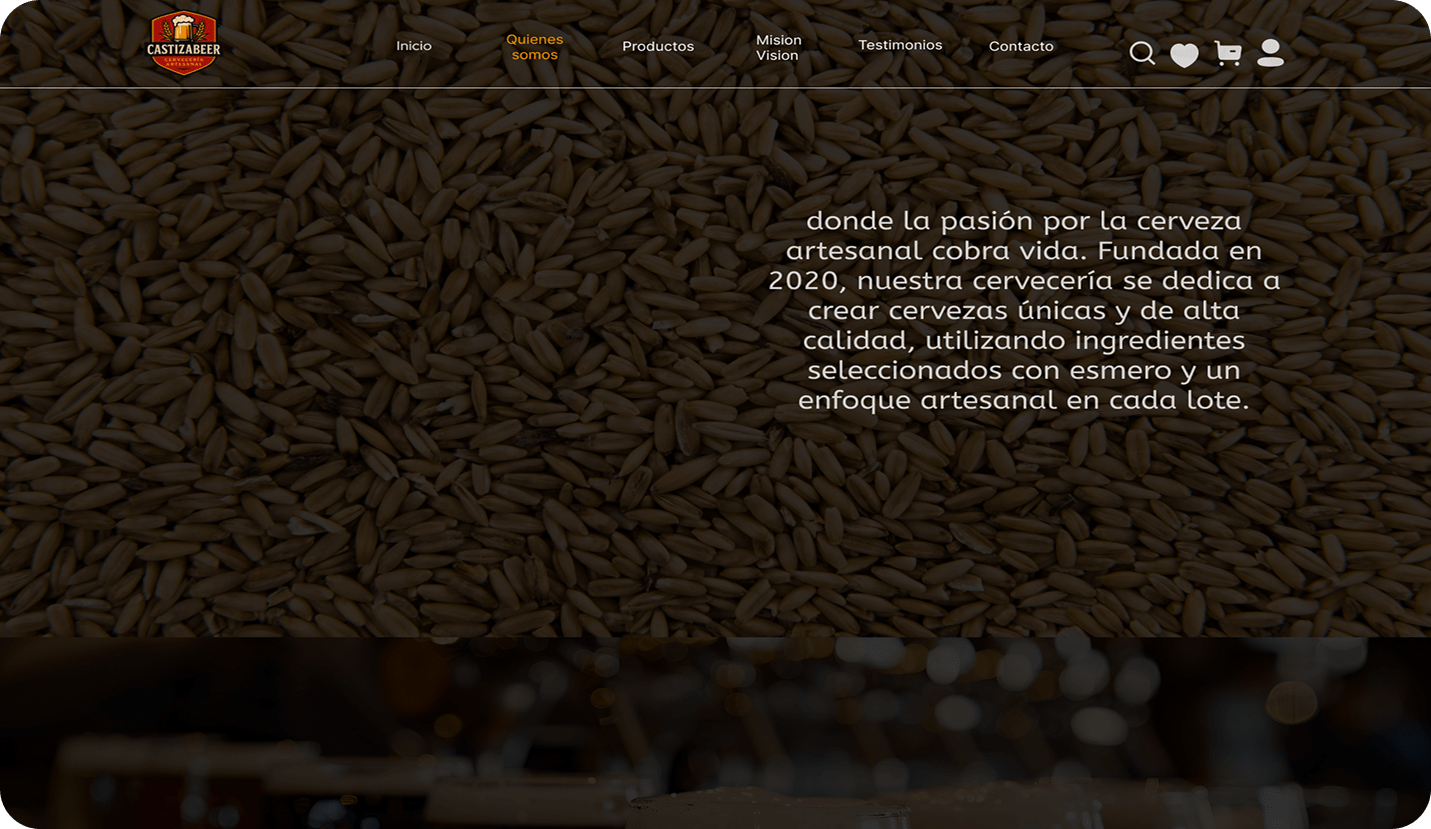 CASTIZABEER
CERVECERÍA
ARTESANAL
Inicio
Quienes
somos
Productos
Mision
Vision
Testimonios
Contacto
donde la pasión por la cerveza
artesanal cobra vida. Fundada en
2020, nuestra cervecería se dedica a
crear cervezas únicas y de alta
calidad, utilizando ingredientes
seleccionados con esmero y un
enfoque artesanal en cada lote.